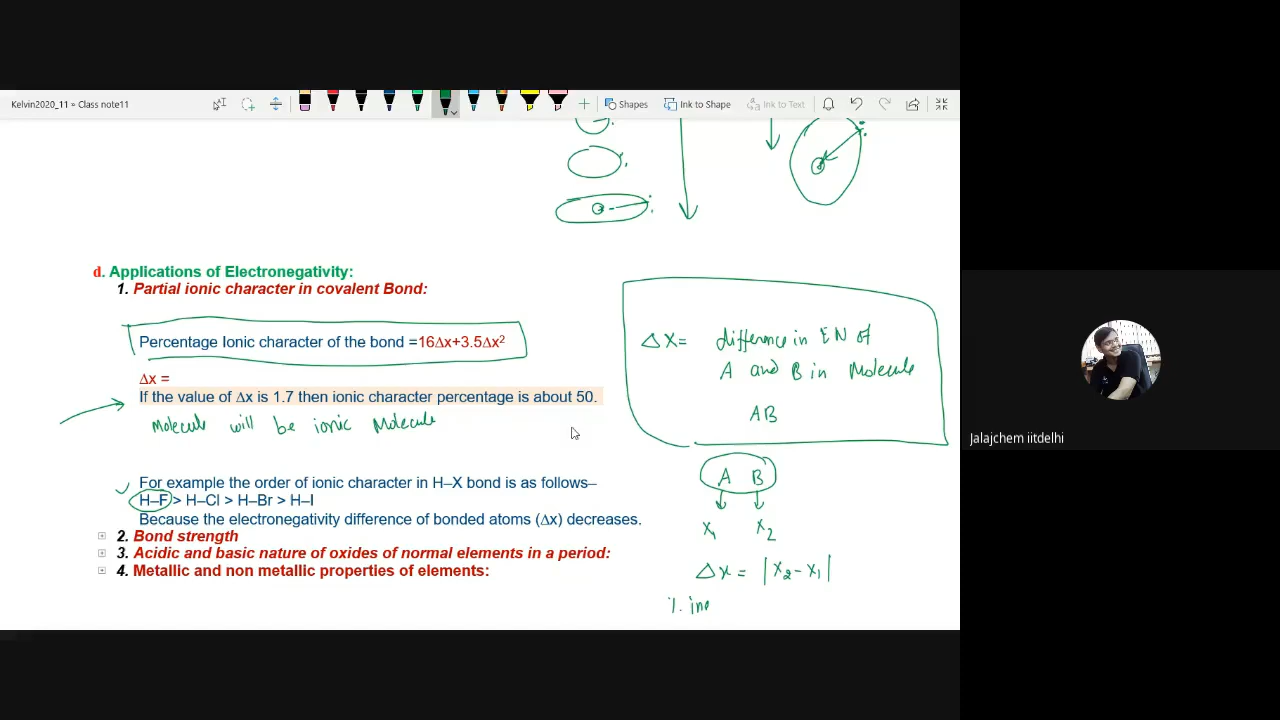 Kelvin2020_11 » Class note11
Shapes
Ink to Shape
Ink to Text
d. Applications of Electronegativity:
1. Partial ionic character in covalent Bond:
Percentage Ionic character of the bond =16Δx+3.5Δx²
Δx =
If the value of Δx is 1.7 then ionic character percentage is about 50.
Molecule will be ionic Molecule
For example the order of ionic character in H–X bond is as follows–
H–F > H–Cl > H–Br > H–I
Because the electronegativity difference of bonded atoms (Δx) decreases.
2. Bond strength
3. Acidic and basic nature of oxides of normal elements in a period:
4. Metallic and non metallic properties of elements:
ΔX= difference in EN of
A and B in Molecule
AB
A B
X₁ X₂
Δx = |X₂-X₁|
Jalajchem iitdelhi